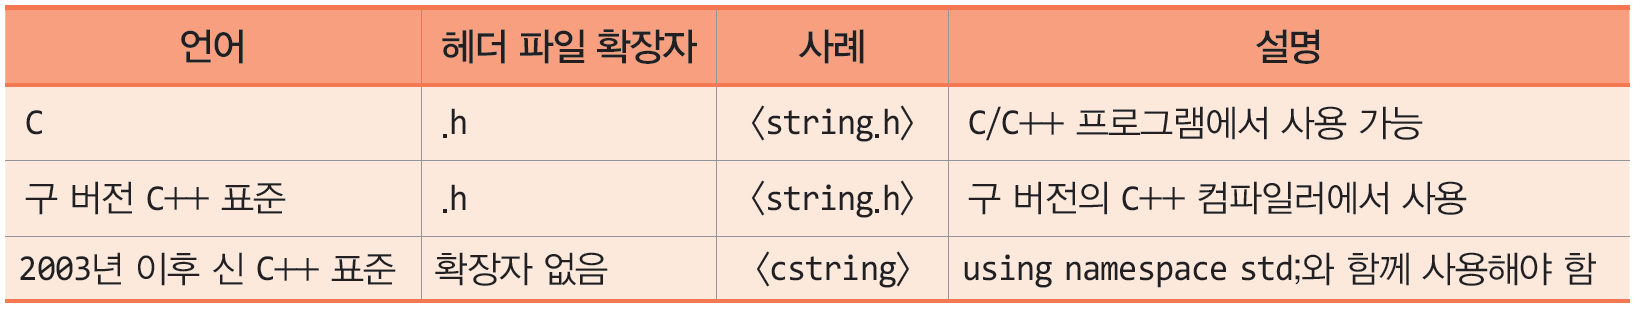 언어 헤더 파일 확장자 사례 설명
C .h 〈string.h〉 C/C++ 프로그램에서 사용 가능
구 버전 C++ 표준 .h 〈string.h〉 구 버전의 C++ 컴파일러에서 사용
2003년 이후 신 C++ 표준 확장자 없음 〈cstring〉 using namespace std;와 함께 사용해야 함